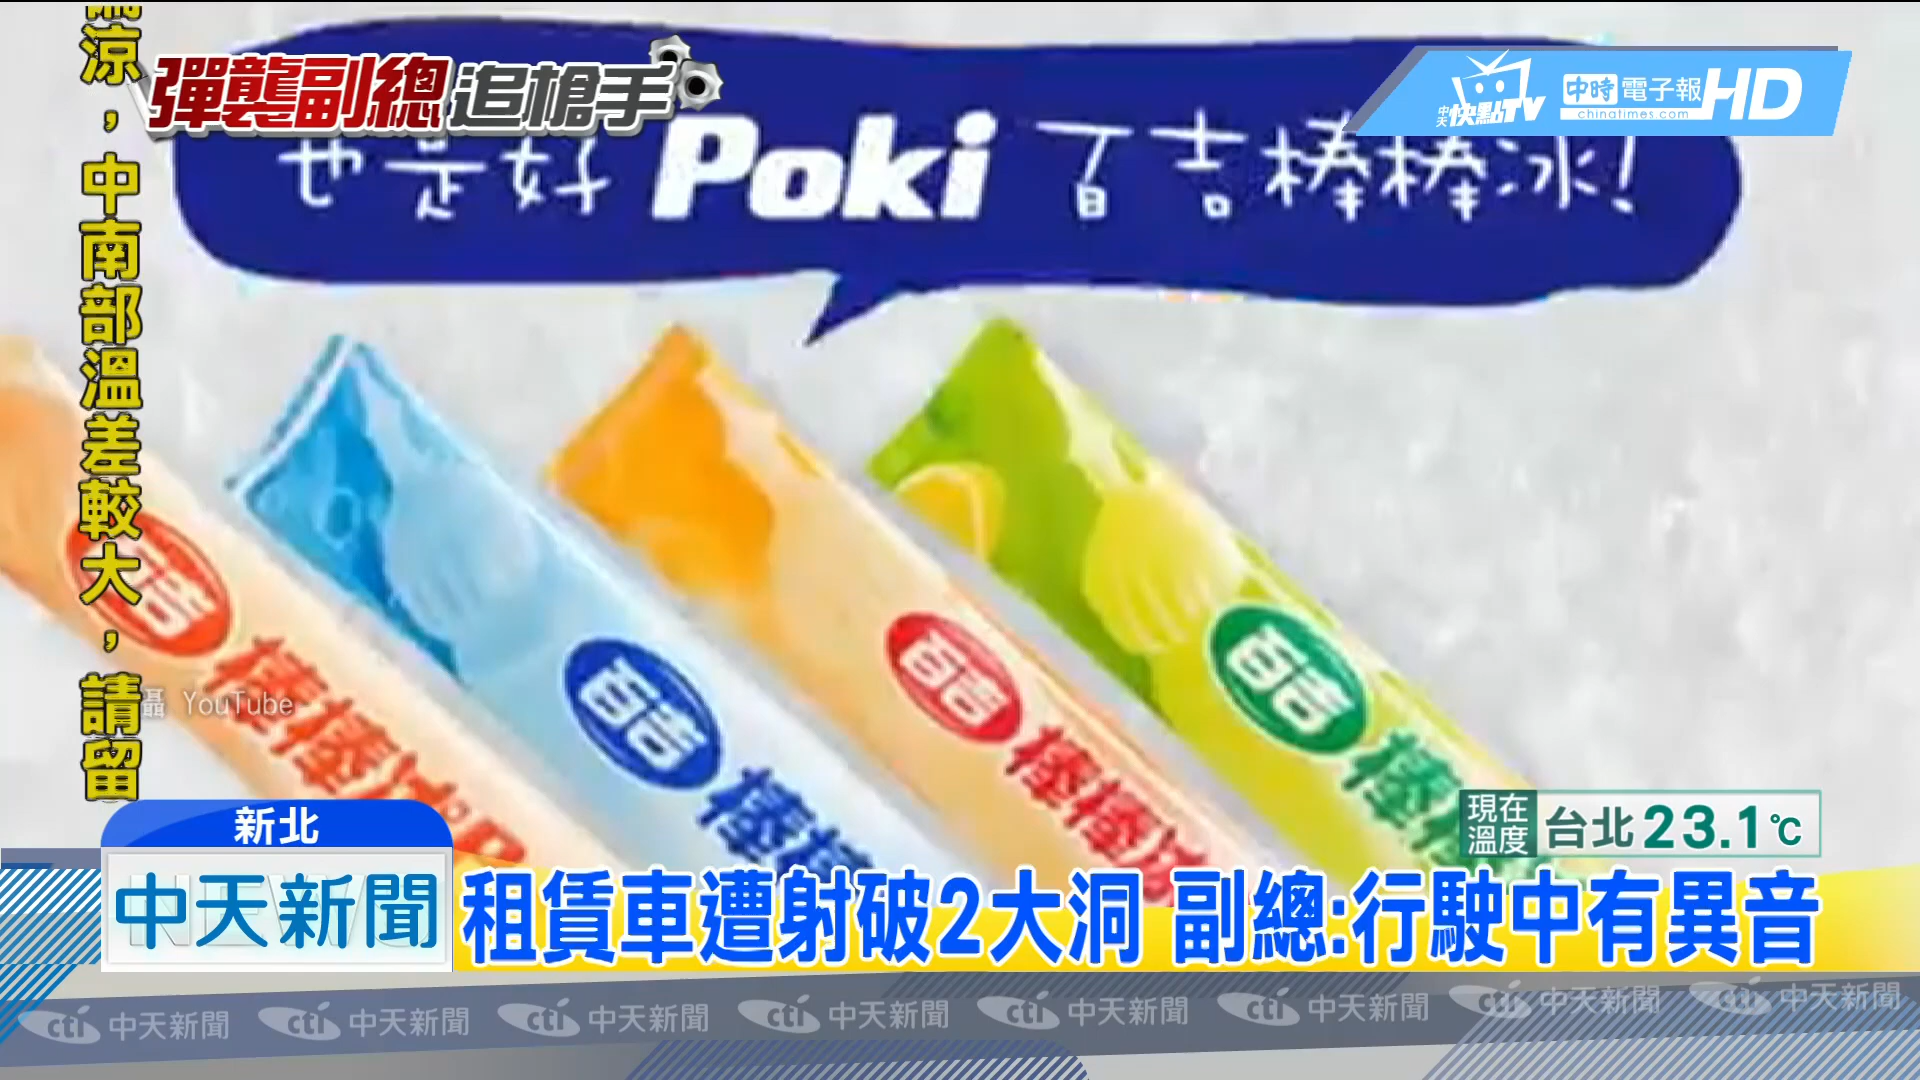 涼，中南部溫差較大，請留
彈襲副總追槍手
中天快點TV 中時電子報 HD
chinatimes.com
也是好Poki百吉棒棒冰!
百吉 棒棒冰
百吉 棒棒
百吉 棒棒冰
百吉 棒棒
攝 YouTube
現在溫度 台北23.1℃
新北
中天新聞
租賃車遭射破2大洞 副總:行駛中有異音
cti 中天新聞 cti 中天新聞 cti 中天新聞 cti 中天新聞 cti 中天新聞 cti 中天新聞 cti 中天新聞 cti 中天新聞